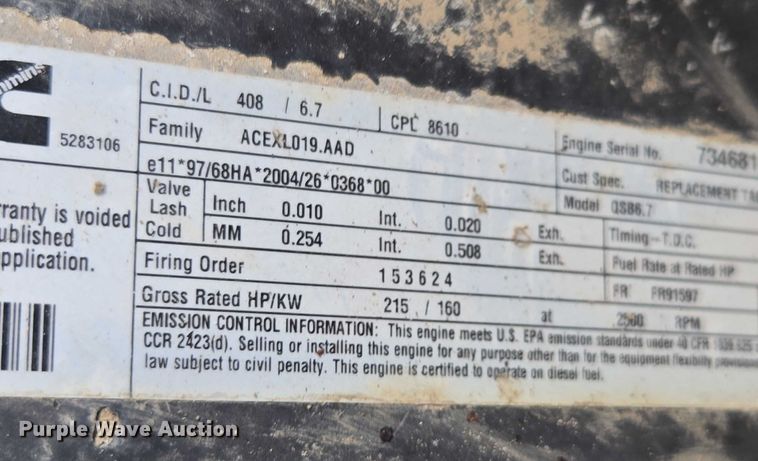 5283106
C.I.D./L 408 / 6.7 CPL 8610
Family ACEXL019.AAD Engine Serial No. 734681
e11*97/68HA*2004/26*0368*00 Cust Spec. REPLACEMENT
Valve Lash Cold Inch 0.010 Int. 0.020 Exh. Model QSB6.7
MM 0.254 Int. 0.508 Exh. Timing-T.D.C.
Firing Order 153624 Fuel Rate at Rated HP
FR FR91597
Gross Rated HP/KW 215 / 160 at 2500 RPM
EMISSION CONTROL INFORMATION: This engine meets U.S. EPA emission standards under 40 CFR 1039.625
CCR 2423(d). Selling or installing this engine for any purpose other than for the equipment flexibility
law subject to civil penalty. This engine is certified to operate on diesel fuel.
is voided
application.
Purple Wave Auction